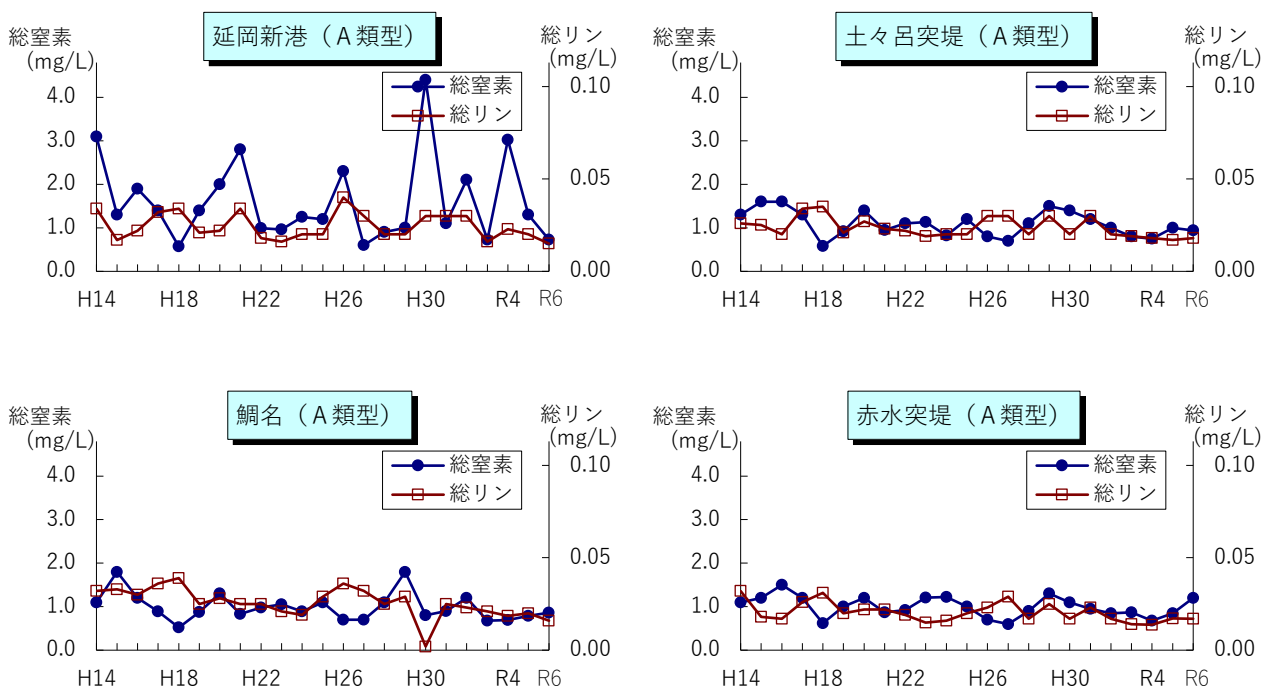 延岡新港（Ａ類型）
総窒素
(mg/L)
総リン
(mg/L)
総窒素
総リン
4.0
3.0
2.0
1.0
0.0
0.10
0.05
0.00
H14 H18 H22 H26 H30 R4 R6
土々呂突堤（Ａ類型）
総窒素
(mg/L)
総リン
(mg/L)
総窒素
総リン
4.0
3.0
2.0
1.0
0.0
0.10
0.05
0.00
H14 H18 H22 H26 H30 R4 R6
鯛名（Ａ類型）
総窒素
(mg/L)
総リン
(mg/L)
総窒素
総リン
4.0
3.0
2.0
1.0
0.0
0.10
0.05
0.00
H14 H18 H22 H26 H30 R4 R6
赤水突堤（Ａ類型）
総窒素
(mg/L)
総リン
(mg/L)
総窒素
総リン
4.0
3.0
2.0
1.0
0.0
0.10
0.05
0.00
H14 H18 H22 H26 H30 R4 R6